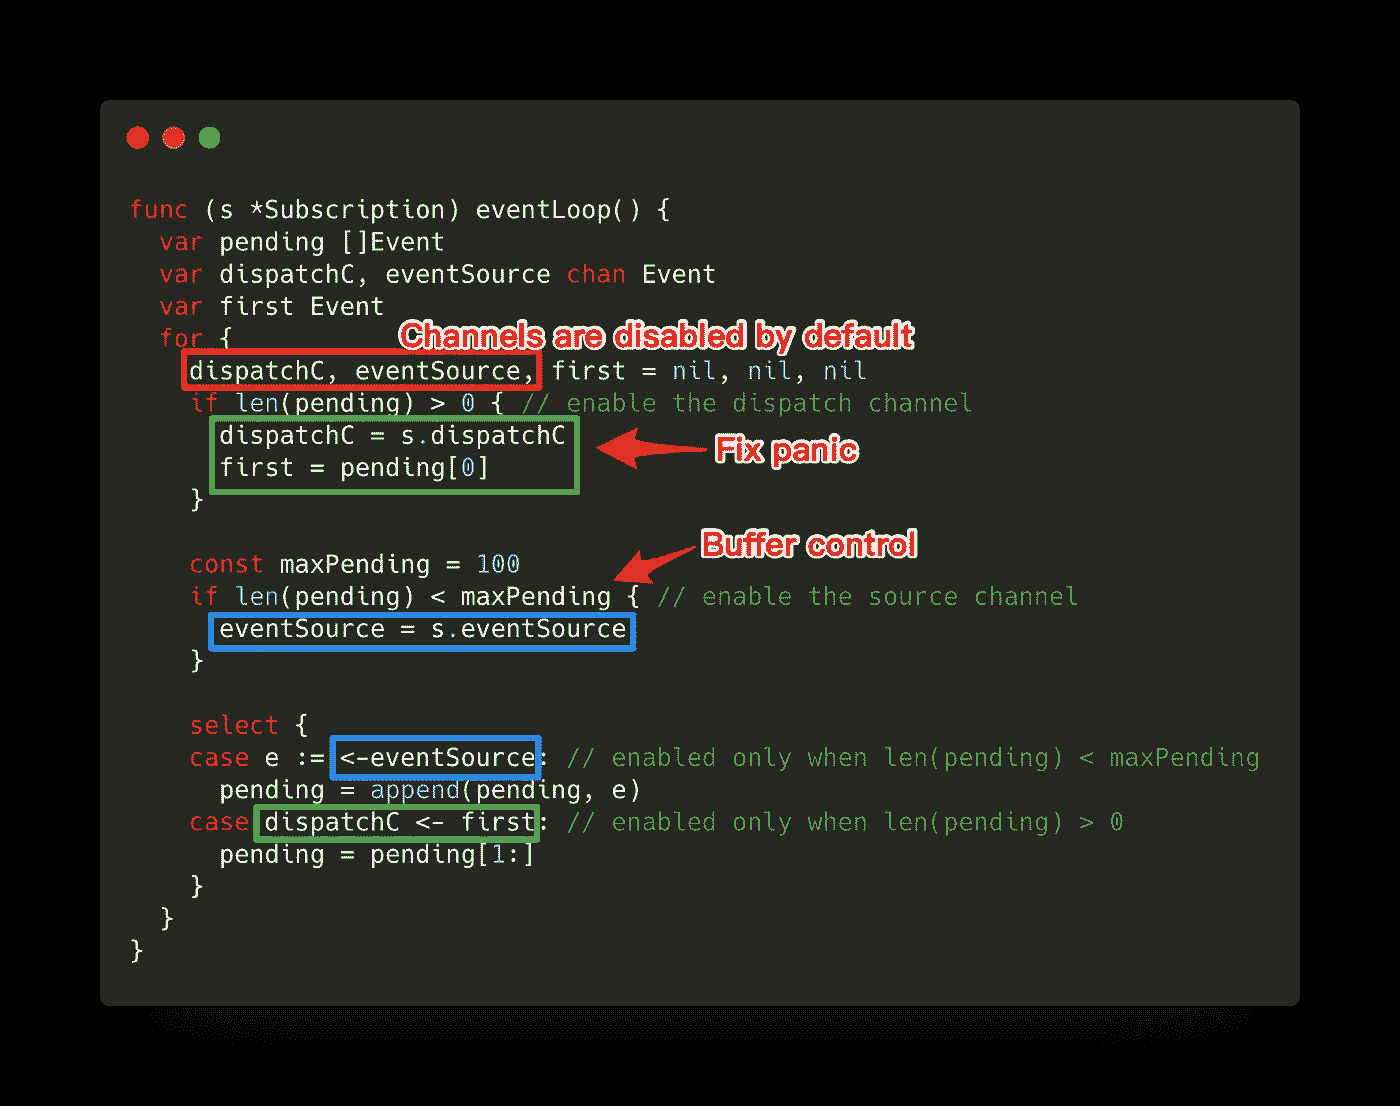 func (s *Subscription) eventLoop() {
var pending []Event
var dispatchC, eventSource chan Event
var first Event
for {
Channels are disabled by default
dispatchC, eventSource, first = nil, nil, nil
if len(pending) > 0 { // enable the dispatch channel
dispatchC = s.dispatchC
first = pending[0]
Fix panic
}
const maxPending = 100
Buffer control
if len(pending) < maxPending { // enable the source channel
eventSource = s.eventSource
}
select {
case e := <-eventSource: // enabled only when len(pending) < maxPending
pending = append(pending, e)
case dispatchC <- first: // enabled only when len(pending) > 0
pending = pending[1:]
}
}
}